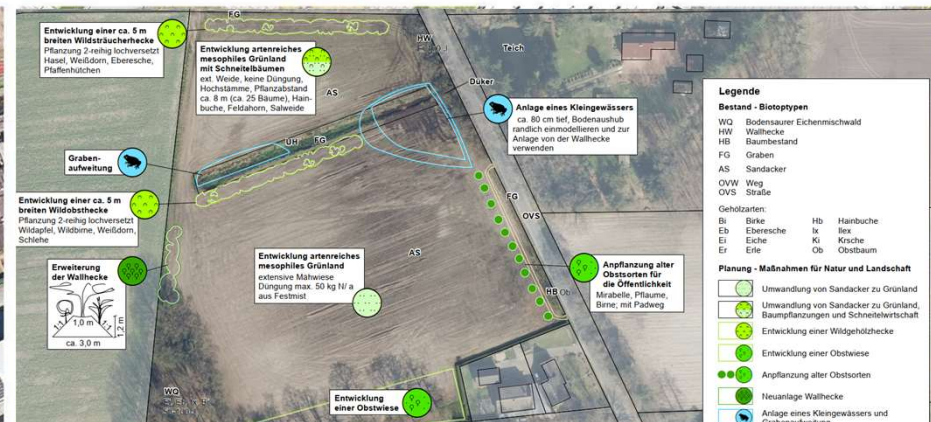 FG
Entwicklung einer ca. 5 m
breiten Wildsträucherhecke
Pflanzung 2-reihig lochversetzt
Hasel, Weißdorn, Eberesche,
Pfaffenhütchen
Entwicklung artenreiches
mesophiles Grünland
mit Schneitelbäumen
ext. Weide, keine Düngung,
Hochstämme, Pflanzabstand
ca. 8 m (ca. 25 Bäume), Hain-
buche, Feldahorn, Salweide
HW
Teich
AS
Düker
Anlage eines Kleingewässers
ca. 80 cm tief, Bodenaushub
randlich einmodellieren und zur
Anlage von der Wallhecke
verwenden
UH
FG
Graben-
aufweitung
Entwicklung einer ca. 5 m
breiten Wildobsthecke
Pflanzung 2-reihig lochversetzt
Wildapfel, Wildbirne, Weißdorn,
Schlehe
FG
OVS
AS
Erweiterung
der Wallhecke
1:1
1,0 m
1:1
1,2 m
ca. 3,0 m
Entwicklung artenreiches
mesophiles Grünland
extensive Mähwiese
Düngung max. 50 kg N/ a
aus Festmist
Anpflanzung alter
Obstsorten für
die Öffentlichkeit
Mirabelle, Pflaume,
Birne; mit Padweg
HB Ob
WQ
Entwicklung
einer Obstwiese
Legende
Bestand - Biotoptypen
WQ Bodensaurer Eichenmischwald
HW Wallhecke
HB Baumbestand
FG Graben
AS Sandacker
OVW Weg
OVS Straße
Gehölzarten:
Bi Birke Hb Hainbuche
Eb Eberesche Ix Ilex
Ei Eiche Ki Krsche
Er Erle Ob Obstbaum
Planung - Maßnahmen für Natur und Landschaft
Umwandlung von Sandacker zu Grünland
Umwandlung von Sandacker zu Grünland,
Baumpflanzungen und Schneitelwirtschaft
Entwicklung einer Wildgehölzhecke
Entwicklung einer Obstwiese
Anpflanzung alter Obstsorten
Neuanlage Wallhecke
Anlage eines Kleingewässers und
Grabenaufweitung